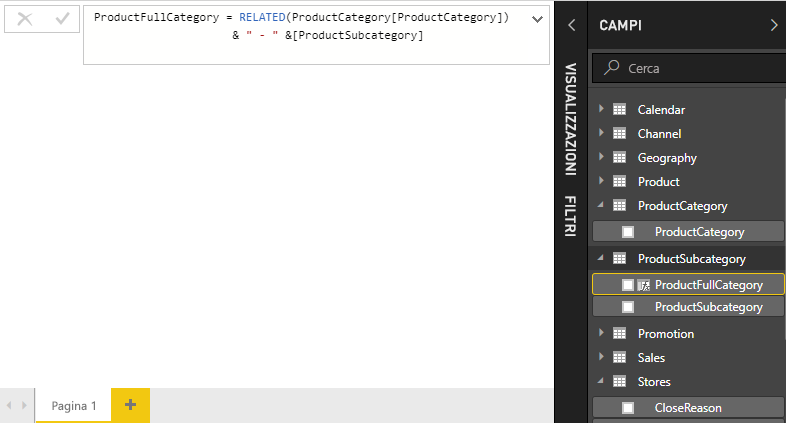 ProductFullCategory = RELATED(ProductCategory[ProductCategory])
& " - " &[ProductSubcategory]
Pagina 1
VISUALIZZAZIONI
FILTRI
CAMPI
Cerca
Calendar
Channel
Geography
Product
ProductCategory
ProductCategory
ProductSubcategory
ProductFullCategory
ProductSubcategory
Promotion
Sales
Stores
CloseReason